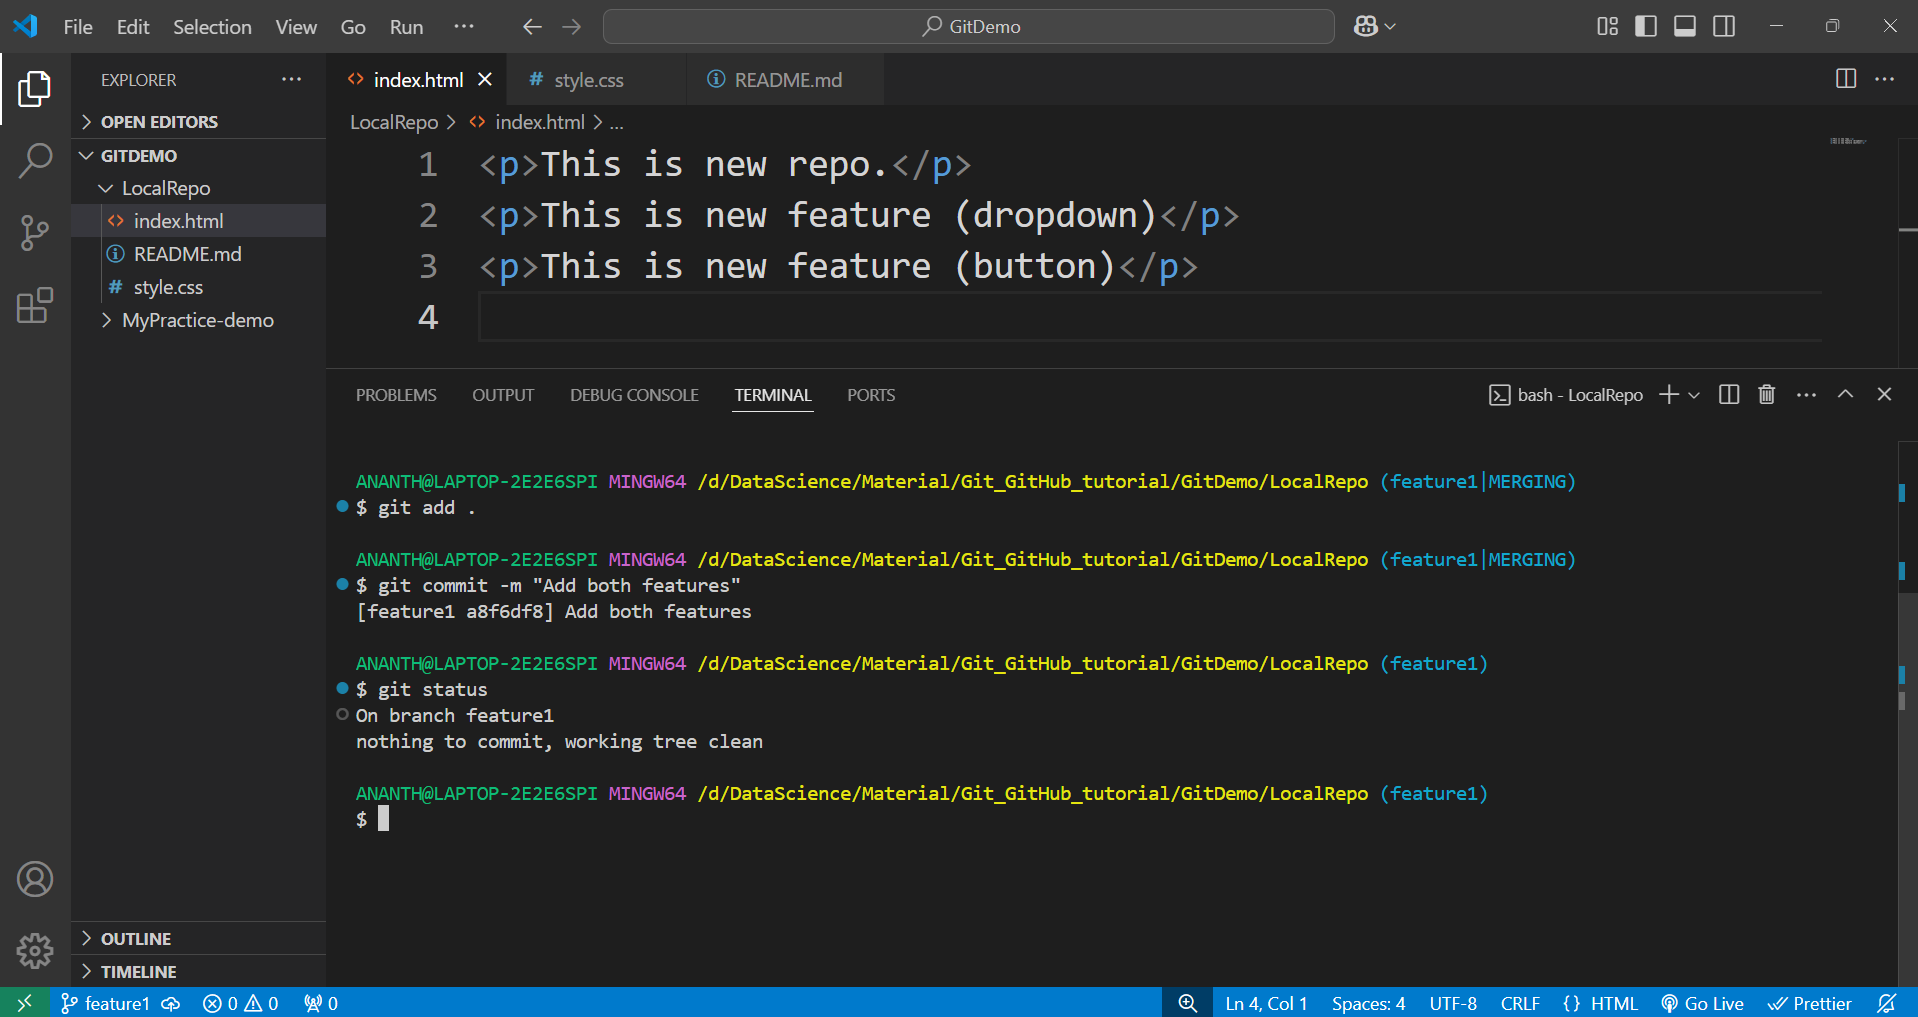 File Edit Selection View Go Run ··· GitDemo
EXPLORER ···
index.html style.css README.md ···
OPEN EDITORS
LocalRepo > index.html > ...
GITDEMO
LocalRepo
index.html
README.md
style.css
MyPractice-demo
1 <p>This is new repo.</p>
2 <p>This is new feature (dropdown)</p>
3 <p>This is new feature (button)</p>
4
PROBLEMS OUTPUT DEBUG CONSOLE TERMINAL PORTS bash - LocalRepo ···
ANANTH@LAPTOP-2E2E6SPI MINGW64 /d/DataScience/Material/Git_GitHub_tutorial/GitDemo/LocalRepo (feature1|MERGING)
$ git add .
ANANTH@LAPTOP-2E2E6SPI MINGW64 /d/DataScience/Material/Git_GitHub_tutorial/GitDemo/LocalRepo (feature1|MERGING)
$ git commit -m "Add both features"
[feature1 a8f6df8] Add both features
ANANTH@LAPTOP-2E2E6SPI MINGW64 /d/DataScience/Material/Git_GitHub_tutorial/GitDemo/LocalRepo (feature1)
$ git status
On branch feature1
nothing to commit, working tree clean
ANANTH@LAPTOP-2E2E6SPI MINGW64 /d/DataScience/Material/Git_GitHub_tutorial/GitDemo/LocalRepo (feature1)
$
OUTLINE
TIMELINE
feature1 0 0 0 Ln 4, Col 1 Spaces: 4 UTF-8 CRLF {} HTML Go Live Prettier